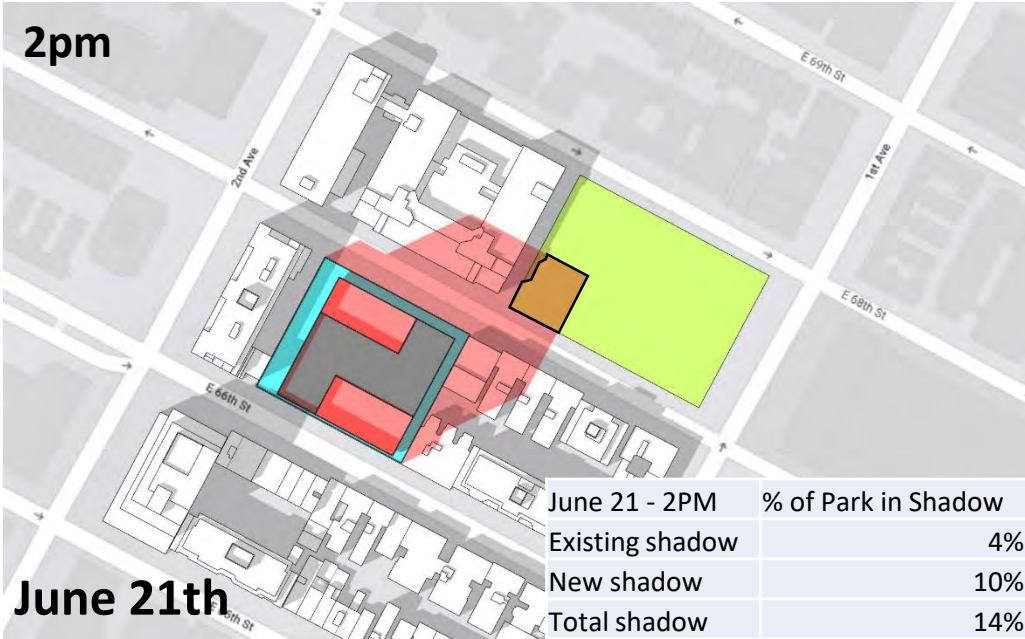 2pm
E 69th St
2nd Ave
1st Ave
E 68th St
E 66th St
June 21 - 2PM % of Park in Shadow
Existing shadow 4%
New shadow 10%
Total shadow 14%
June 21th